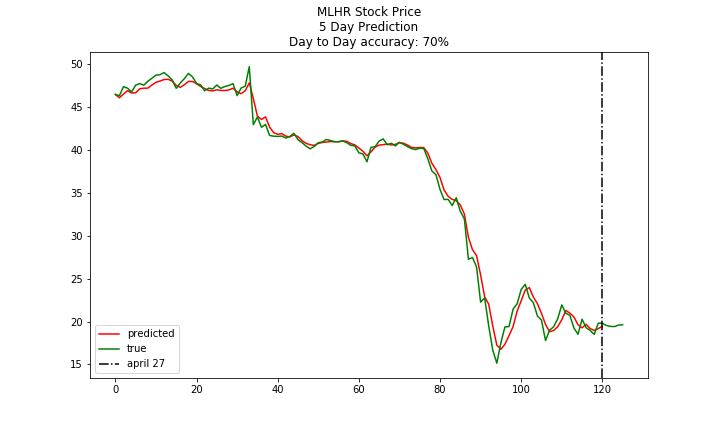 MLHR Stock Price
5 Day Prediction
Day to Day accuracy: 70%
50
45
40
35
30
25
20
15
predicted
true
april 27
0
20
40
60
80
100
120